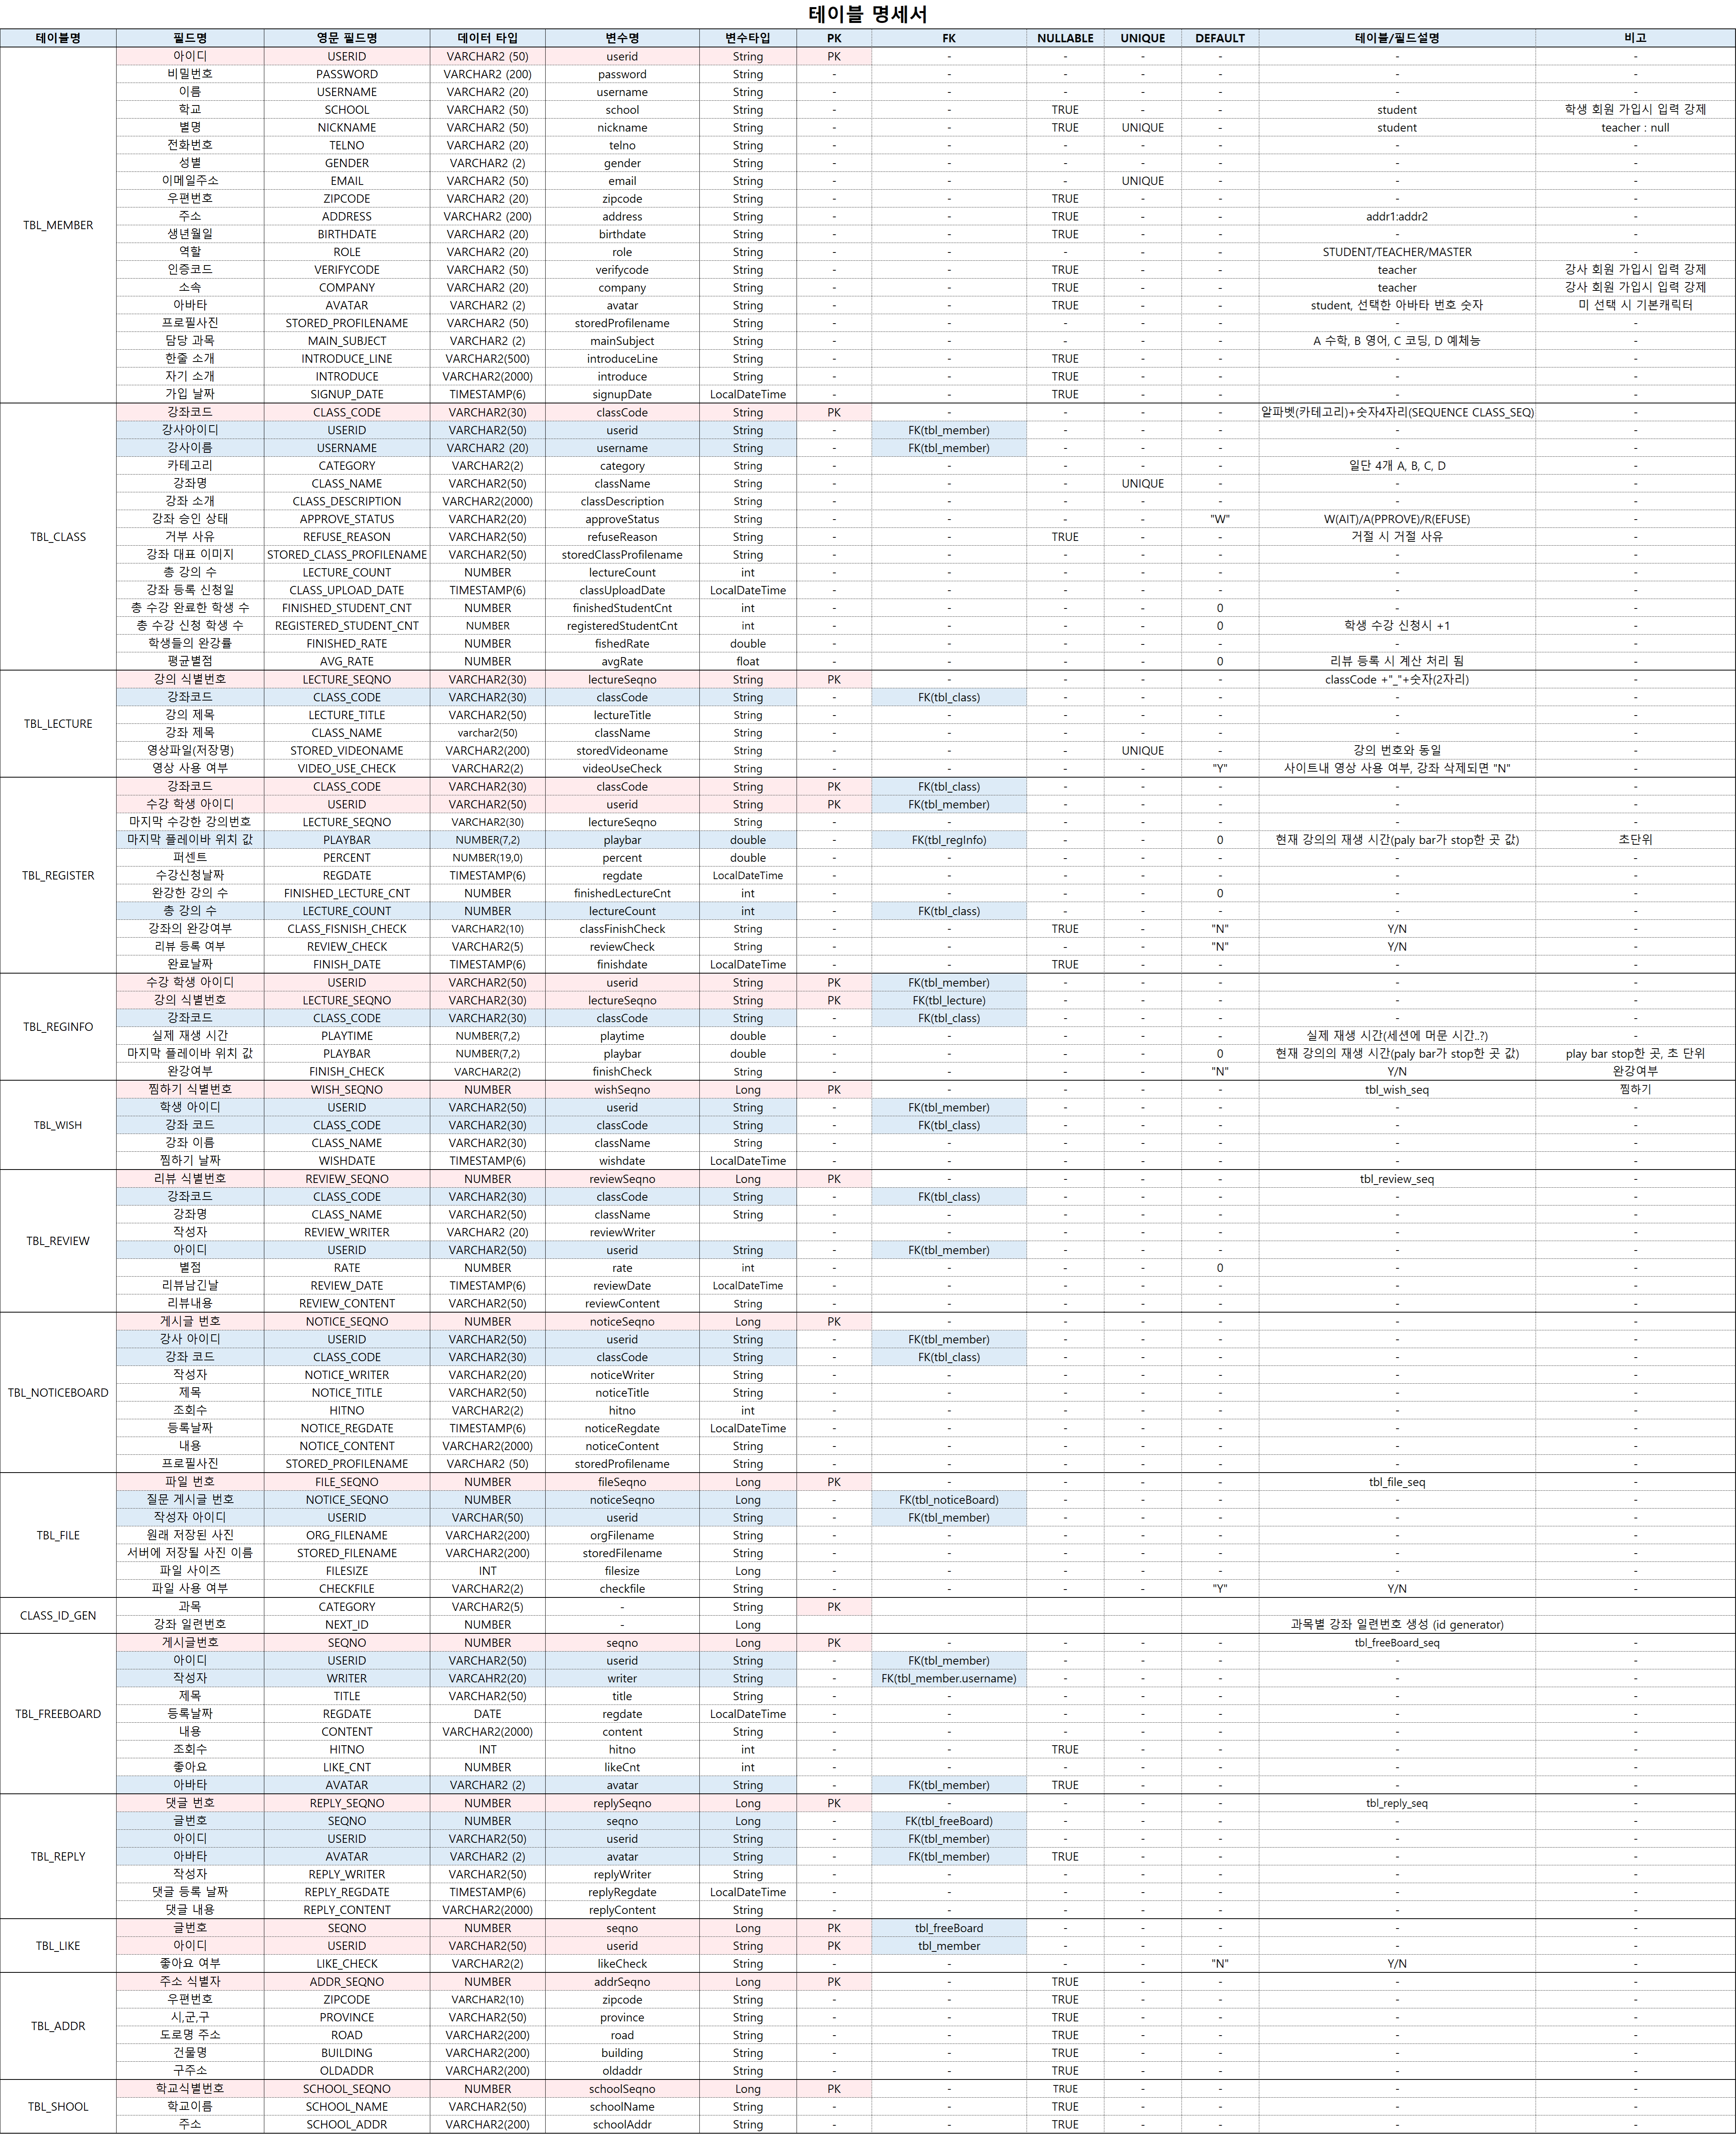 테이블 명세서
테이블명 필드명 영문 필드명 데이터 타입 변수명 변수타입 PK FK NULLABLE UNIQUE DEFAULT 테이블/필드설명 비고
TBL_MEMBER 아이디 USERID VARCHAR2 (50) userid String PK - - - - - -
비밀번호 PASSWORD VARCHAR2 (200) password String - - - - - - -
이름 USERNAME VARCHAR2 (20) username String - - - - - - -
학교 SCHOOL VARCHAR2 (50) school String - - TRUE - - student 학생 회원 가입시 입력 강제
별명 NICKNAME VARCHAR2 (50) nickname String - - TRUE UNIQUE - student teacher : null
전화번호 TELNO VARCHAR2 (20) telno String - - - - - - -
성별 GENDER VARCHAR2 (2) gender String - - - - - - -
이메일주소 EMAIL VARCHAR2 (50) email String - - - UNIQUE - - -
우편번호 ZIPCODE VARCHAR2 (20) zipcode String - - TRUE - - - -
주소 ADDRESS VARCHAR2 (200) address String - - TRUE - - addr1:addr2 -
생년월일 BIRTHDATE VARCHAR2 (20) birthdate String - - TRUE - - - -
역할 ROLE VARCHAR2 (20) role String - - - - - STUDENT/TEACHER/MASTER -
인증코드 VERIFYCODE VARCHAR2 (50) verifycode String - - TRUE - - teacher 강사 회원 가입시 입력 강제
소속 COMPANY VARCHAR2 (20) company String - - TRUE - - teacher 강사 회원 가입시 입력 강제
아바타 AVATAR VARCHAR2 (2) avatar String - - TRUE - - student, 선택한 아바타 번호 숫자 미 선택 시 기본캐릭터
프로필사진 STORED_PROFILENAME VARCHAR2 (50) storedProfilename String - - - - - - -
담당 과목 MAIN_SUBJECT VARCHAR2 (2) mainSubject String - - - - - A 수학, B 영어, C 코딩, D 예체능 -
한줄 소개 INTRODUCE_LINE VARCHAR2(500) introduceLine String - - TRUE - - - -
자기 소개 INTRODUCE VARCHAR2(2000) introduce String - - TRUE - - - -
가입 날짜 SIGNUP_DATE TIMESTAMP(6) signupDate LocalDateTime - - TRUE - - - -
TBL_CLASS 강좌코드 CLASS_CODE VARCHAR2(30) classCode String PK - - - - 알파벳(카테고리)+숫자4자리(SEQUENCE CLASS_SEQ) -
강사아이디 USERID VARCHAR2(50) userid String - FK(tbl_member) - - - - -
강사이름 USERNAME VARCHAR2 (20) username String - FK(tbl_member) - - - - -
카테고리 CATEGORY VARCHAR2(2) category String - - - - - 일단 4개 A, B, C, D -
강좌명 CLASS_NAME VARCHAR2(50) className String - - - UNIQUE - - -
강좌 소개 CLASS_DESCRIPTION VARCHAR2(2000) classDescription String - - - - - - -
강좌 승인 상태 APPROVE_STATUS VARCHAR2(20) approveStatus String - - - - "W" W(AIT)/A(PPROVE)/R(EFUSE) -
거부 사유 REFUSE_REASON VARCHAR2(50) refuseReason String - - TRUE - - 거절 시 거절 사유 -
강좌 대표 이미지 STORED_CLASS_PROFILENAME VARCHAR2(50) storedClassProfilename String - - - - - - -
총 강의 수 LECTURE_COUNT NUMBER lectureCount int - - - - - - -
강좌 등록 신청일 CLASS_UPLOAD_DATE TIMESTAMP(6) classUploadDate LocalDateTime - - - - - - -
총 수강 완료한 학생 수 FINISHED_STUDENT_CNT NUMBER finishedStudentCnt int - - - - 0 - -
총 수강 신청 학생 수 REGISTERED_STUDENT_CNT NUMBER registeredStudentCnt int - - - - 0 학생 수강 신청시 +1 -
학생들의 완강률 FINISHED_RATE NUMBER fishedRate double - - - - - - -
평균별점 AVG_RATE NUMBER avgRate float - - - - 0 리뷰 등록 시 계산 처리 됨 -
TBL_LECTURE 강의 식별번호 LECTURE_SEQNO VARCHAR2(30) lectureSeqno String PK - - - - classCode +"_"+숫자(2자리) -
강좌코드 CLASS_CODE VARCHAR2(30) classCode String - FK(tbl_class) - - - - -
강의 제목 LECTURE_TITLE VARCHAR2(50) lectureTitle String - - - - - - -
강좌 제목 CLASS_NAME varchar2(50) className String - - - - - - -
영상파일(저장명) STORED_VIDEONAME VARCHAR2(200) storedVideoname String - - - UNIQUE - 강의 번호와 동일 -
영상 사용 여부 VIDEO_USE_CHECK VARCHAR2(2) videoUseCheck String - - - - "Y" 사이트내 영상 사용 여부, 강좌 삭제되면 "N" -
TBL_REGISTER 강좌코드 CLASS_CODE VARCHAR2(30) classCode String PK FK(tbl_class) - - - - -
수강 학생 아이디 USERID VARCHAR2(50) userid String PK FK(tbl_member) - - - - -
마지막 수강한 강의번호 LECTURE_SEQNO VARCHAR2(30) lectureSeqno String - - - - - - -
마지막 플레이바 위치 값 PLAYBAR NUMBER(7,2) playbar double - FK(tbl_regInfo) - - 0 현재 강의의 재생 시간(paly bar가 stop한 곳 값) 초단위
퍼센트 PERCENT NUMBER(19,0) percent double - - - - - - -
수강신청날짜 REGDATE TIMESTAMP(6) regdate LocalDateTime - - - - - - -
완강한 강의 수 FINISHED_LECTURE_CNT NUMBER finishedLectureCnt int - - - - 0 - -
총 강의 수 LECTURE_COUNT NUMBER lectureCount int - FK(tbl_class) - - - - -
강좌의 완강여부 CLASS_FISNISH_CHECK VARCHAR2(10) classFinishCheck String - - TRUE - "N" Y/N -
리뷰 등록 여부 REVIEW_CHECK VARCHAR2(5) reviewCheck String - - - - "N" Y/N -
완료날짜 FINISH_DATE TIMESTAMP(6) finishdate LocalDateTime - - TRUE - - - -
TBL_REGINFO 수강 학생 아이디 USERID VARCHAR2(50) userid String PK FK(tbl_member) - - - - -
강의 식별번호 LECTURE_SEQNO VARCHAR2(30) lectureSeqno String PK FK(tbl_lecture) - - - - -
강좌코드 CLASS_CODE VARCHAR2(30) classCode String - FK(tbl_class) - - - - -
실제 재생 시간 PLAYTIME NUMBER(7,2) playtime double - - - - - 실제 재생 시간(세션에 머문 시간..?) -
마지막 플레이바 위치 값 PLAYBAR NUMBER(7,2) playbar double - - - - 0 현재 강의의 재생 시간(paly bar가 stop한 곳 값) play bar stop한 곳, 초 단위
완강여부 FINISH_CHECK VARCHAR2(2) finishCheck String - - - - "N" Y/N 완강여부
TBL_WISH 찜하기 식별번호 WISH_SEQNO NUMBER wishSeqno Long PK - - - - tbl_wish_seq 찜하기
학생 아이디 USERID VARCHAR2(50) userid String - FK(tbl_member) - - - - -
강좌 코드 CLASS_CODE VARCHAR2(30) classCode String - FK(tbl_class) - - - - -
강좌 이름 CLASS_NAME VARCHAR2(30) className String - - - - - - -
찜하기 날짜 WISHDATE TIMESTAMP(6) wishdate LocalDateTime - - - - - - -
TBL_REVIEW 리뷰 식별번호 REVIEW_SEQNO NUMBER reviewSeqno Long PK - - - - tbl_review_seq -
강좌코드 CLASS_CODE VARCHAR2(30) classCode String - FK(tbl_class) - - - - -
강좌명 CLASS_NAME VARCHAR2(50) className String - - - - - - -
작성자 REVIEW_WRITER VARCHAR2 (20) reviewWriter - - - - - - -
아이디 USERID VARCHAR2(50) userid String - FK(tbl_member) - - - - -
별점 RATE NUMBER rate int - - - - 0 - -
리뷰남긴날 REVIEW_DATE TIMESTAMP(6) reviewDate LocalDateTime - - - - - - -
리뷰내용 REVIEW_CONTENT VARCHAR2(50) reviewContent String - - - - - - -
TBL_NOTICEBOARD 게시글 번호 NOTICE_SEQNO NUMBER noticeSeqno Long PK - - - - - -
강사 아이디 USERID VARCHAR2(50) userid String - FK(tbl_member) - - - - -
강좌 코드 CLASS_CODE VARCHAR2(30) classCode String - FK(tbl_class) - - - - -
작성자 NOTICE_WRITER VARCHAR2(20) noticeWriter String - - - - - - -
제목 NOTICE_TITLE VARCHAR2(50) noticeTitle String - - - - - - -
조회수 HITNO VARCHAR2(2) hitno int - - - - - - -
등록날짜 NOTICE_REGDATE TIMESTAMP(6) noticeRegdate LocalDateTime - - - - - - -
내용 NOTICE_CONTENT VARCHAR2(2000) noticeContent String - - - - - - -
프로필사진 STORED_PROFILENAME VARCHAR2 (50) storedProfilename String - - - - - - -
TBL_FILE 파일 번호 FILE_SEQNO NUMBER fileSeqno Long PK - - - - tbl_file_seq -
질문 게시글 번호 NOTICE_SEQNO NUMBER noticeSeqno Long - FK(tbl_noticeBoard) - - - - -
작성자 아이디 USERID VARCHAR(50) userid String - FK(tbl_member) - - - - -
원래 저장된 사진 ORG_FILENAME VARCHAR2(200) orgFilename String - - - - - - -
서버에 저장될 사진 이름 STORED_FILENAME VARCHAR2(200) storedFilename String - - - - - - -
파일 사이즈 FILESIZE INT filesize Long - - - - - - -
파일 사용 여부 CHECKFILE VARCHAR2(2) checkfile String - - - - "Y" Y/N -
CLASS_ID_GEN 과목 CATEGORY VARCHAR2(5) - String PK
강좌 일련번호 NEXT_ID NUMBER - Long 과목별 강좌 일련번호 생성 (id generator)
TBL_FREEBOARD 게시글번호 SEQNO NUMBER seqno Long PK - - - - tbl_freeBoard_seq -
아이디 USERID VARCHAR2(50) userid String - FK(tbl_member) - - - - -
작성자 WRITER VARCAHR2(20) writer String - FK(tbl_member.username) - - - - -
제목 TITLE VARCHAR2(50) title String - - - - - - -
등록날짜 REGDATE DATE regdate LocalDateTime - - - - - - -
내용 CONTENT VARCHAR2(2000) content String - - - - - - -
조회수 HITNO INT hitno int - - TRUE - - - -
좋아요 LIKE_CNT NUMBER likeCnt int - - - - - - -
아바타 AVATAR VARCHAR2 (2) avatar String - FK(tbl_member) TRUE - - - -
TBL_REPLY 댓글 번호 REPLY_SEQNO NUMBER replySeqno Long PK - - - - tbl_reply_seq -
글번호 SEQNO NUMBER seqno Long - FK(tbl_freeBoard) - - - - -
아이디 USERID VARCHAR2(50) userid String - FK(tbl_member) - - - - -
아바타 AVATAR VARCHAR2 (2) avatar String - FK(tbl_member) TRUE - - - -
작성자 REPLY_WRITER VARCHAR2(50) replyWriter String - - - - - - -
댓글 등록 날짜 REPLY_REGDATE TIMESTAMP(6) replyRegdate LocalDateTime - - - - - - -
댓글 내용 REPLY_CONTENT VARCHAR2(2000) replyContent String - - - - - - -
TBL_LIKE 글번호 SEQNO NUMBER seqno Long PK tbl_freeBoard - - - - -
아이디 USERID VARCHAR2(50) userid String PK tbl_member - - - - -
좋아요 여부 LIKE_CHECK VARCHAR2(2) likeCheck String - - - - "N" Y/N -
TBL_ADDR 주소 식별자 ADDR_SEQNO NUMBER addrSeqno Long PK - TRUE - - - -
우편번호 ZIPCODE VARCHAR2(10) zipcode String - - TRUE - - - -
시,군,구 PROVINCE VARCHAR2(50) province String - - TRUE - - - -
도로명 주소 ROAD VARCHAR2(200) road String - - TRUE - - - -
건물명 BUILDING VARCHAR2(200) building String - - TRUE - - - -
구주소 OLDADDR VARCHAR2(200) oldaddr String - - TRUE - - - -
TBL_SHOOL 학교식별번호 SCHOOL_SEQNO NUMBER schoolSeqno Long PK - TRUE - - - -
학교이름 SCHOOL_NAME VARCHAR2(50) schoolName String - - TRUE - - - -
주소 SCHOOL_ADDR VARCHAR2(200) schoolAddr String - - TRUE - - - -